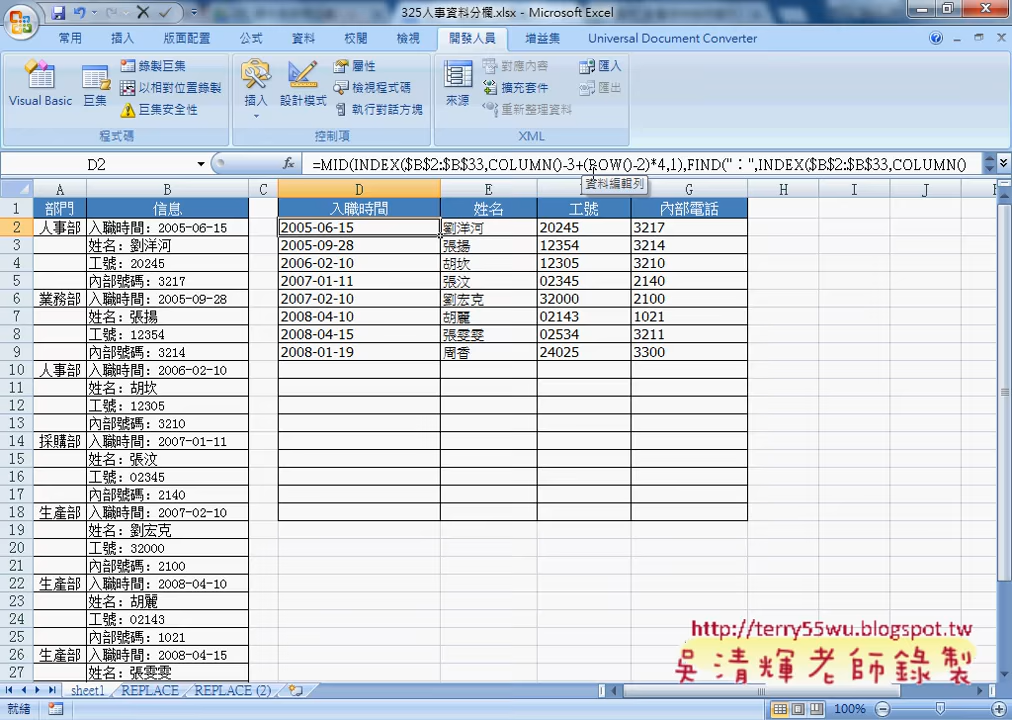 325人事資料分欄.xlsx - Microsoft Excel
常用 插入 版面配置 公式 資料 校閱 檢視 開發人員 增益集 Universal Document Converter
Visual Basic 巨集 錄製巨集 以相對位置錄製 巨集安全性 插入 設計模式 屬性 檢視程式碼 執行對話方塊 來源 對應內容 擴充套件 重新整理資料 匯入 匯出
程式碼 控制項 XML
D2 fx =MID(INDEX($B$2:$B$33,COLUMN()-3+(ROW()-2)*4,1),FIND("：",INDEX($B$2:$B$33,COLUMN()
資料編輯列
A B C D E G H I J
1 部門 信息 入職時間 姓名 工號 內部電話
2 人事部 入職時間：2005-06-15 2005-06-15 劉洋河 20245 3217
3 姓名：劉洋河 2005-09-28 張揚 12354 3214
4 工號：20245 2006-02-10 胡坎 12305 3210
5 內部號碼：3217 2007-01-11 張汶 02345 2140
6 業務部 入職時間：2005-09-28 2007-02-10 劉宏克 32000 2100
7 姓名：張揚 2008-04-10 胡麗 02143 1021
8 工號：12354 2008-04-15 張雯雯 02534 3211
9 內部號碼：3214 2008-01-19 周香 24025 3300
10 人事部 入職時間：2006-02-10
11 姓名：胡坎
12 工號：12305
13 內部號碼：3210
14 採購部 入職時間：2007-01-11
15 姓名：張汶
16 工號：02345
17 內部號碼：2140
18 生產部 入職時間：2007-02-10
19 姓名：劉宏克
20 工號：32000
21 內部號碼：2100
22 生產部 入職時間：2008-04-10
23 姓名：胡麗
24 工號：02143
25 內部號碼：1021
26 生產部 入職時間：2008-04-15
27 姓名：張雯雯
http://terry55wu.blogspot.tw
吳清輝老師錄製
sheet1 REPLACE REPLACE (2)
就緒 100%